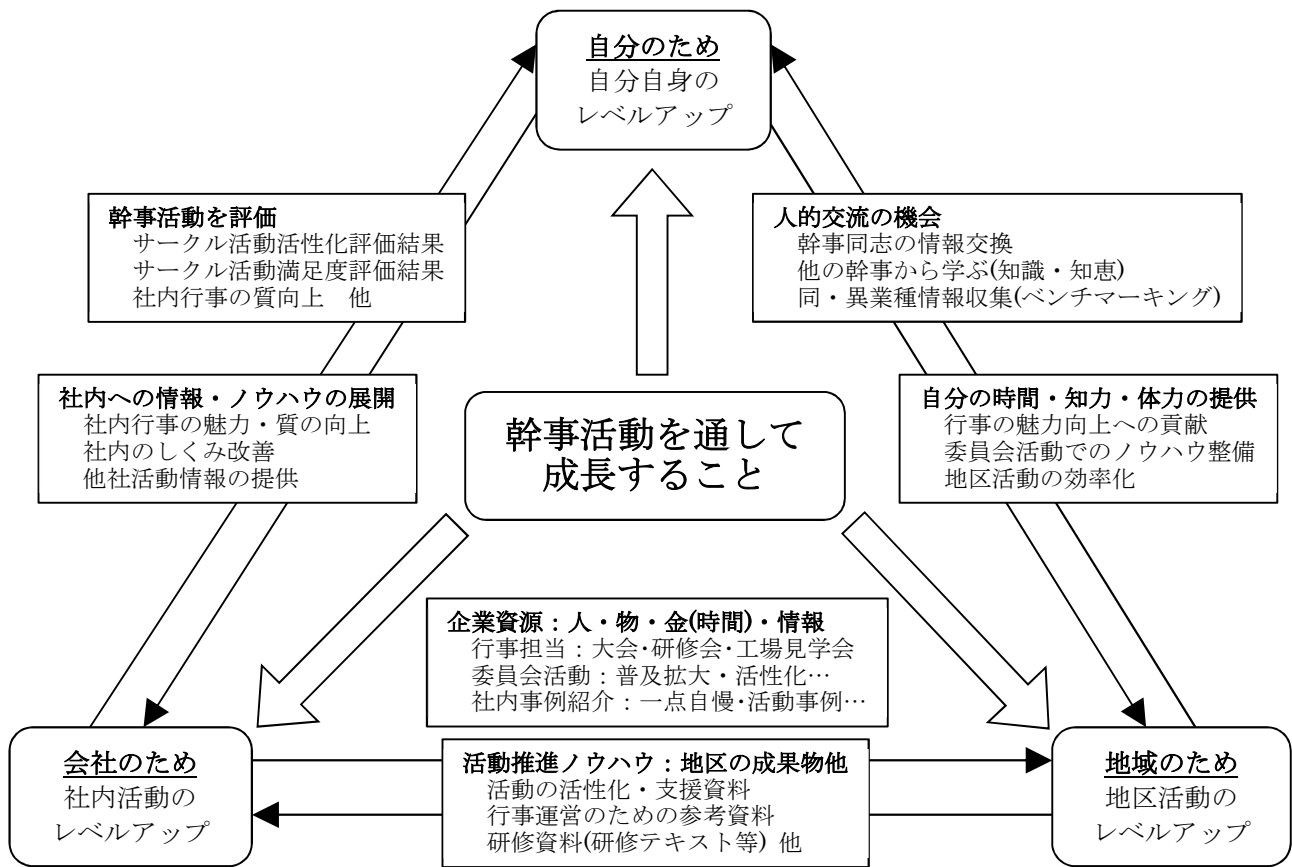 自分のため
自分自身の
レベルアップ
幹事活動を評価
サークル活動活性化評価結果
サークル活動満足度評価結果
社内行事の質向上　他
人的交流の機会
幹事同志の情報交換
他の幹事から学ぶ(知識・知恵)
同・異業種情報収集(ベンチマーキング)
社内への情報・ノウハウの展開
社内行事の魅力・質の向上
社内のしくみ改善
他社活動情報の提供
幹事活動を通して
成長すること
自分の時間・知力・体力の提供
行事の魅力向上への貢献
委員会活動でのノウハウ整備
地区活動の効率化
企業資源：人・物・金(時間)・情報
行事担当：大会・研修会・工場見学会
委員会活動：普及拡大・活性化…
社内事例紹介：一点自慢・活動事例…
会社のため
社内活動の
レベルアップ
活動推進ノウハウ：地区の成果物他
活動の活性化・支援資料
行事運営のための参考資料
研修資料(研修テキスト等) 他
地域のため
地区活動の
レベルアップ